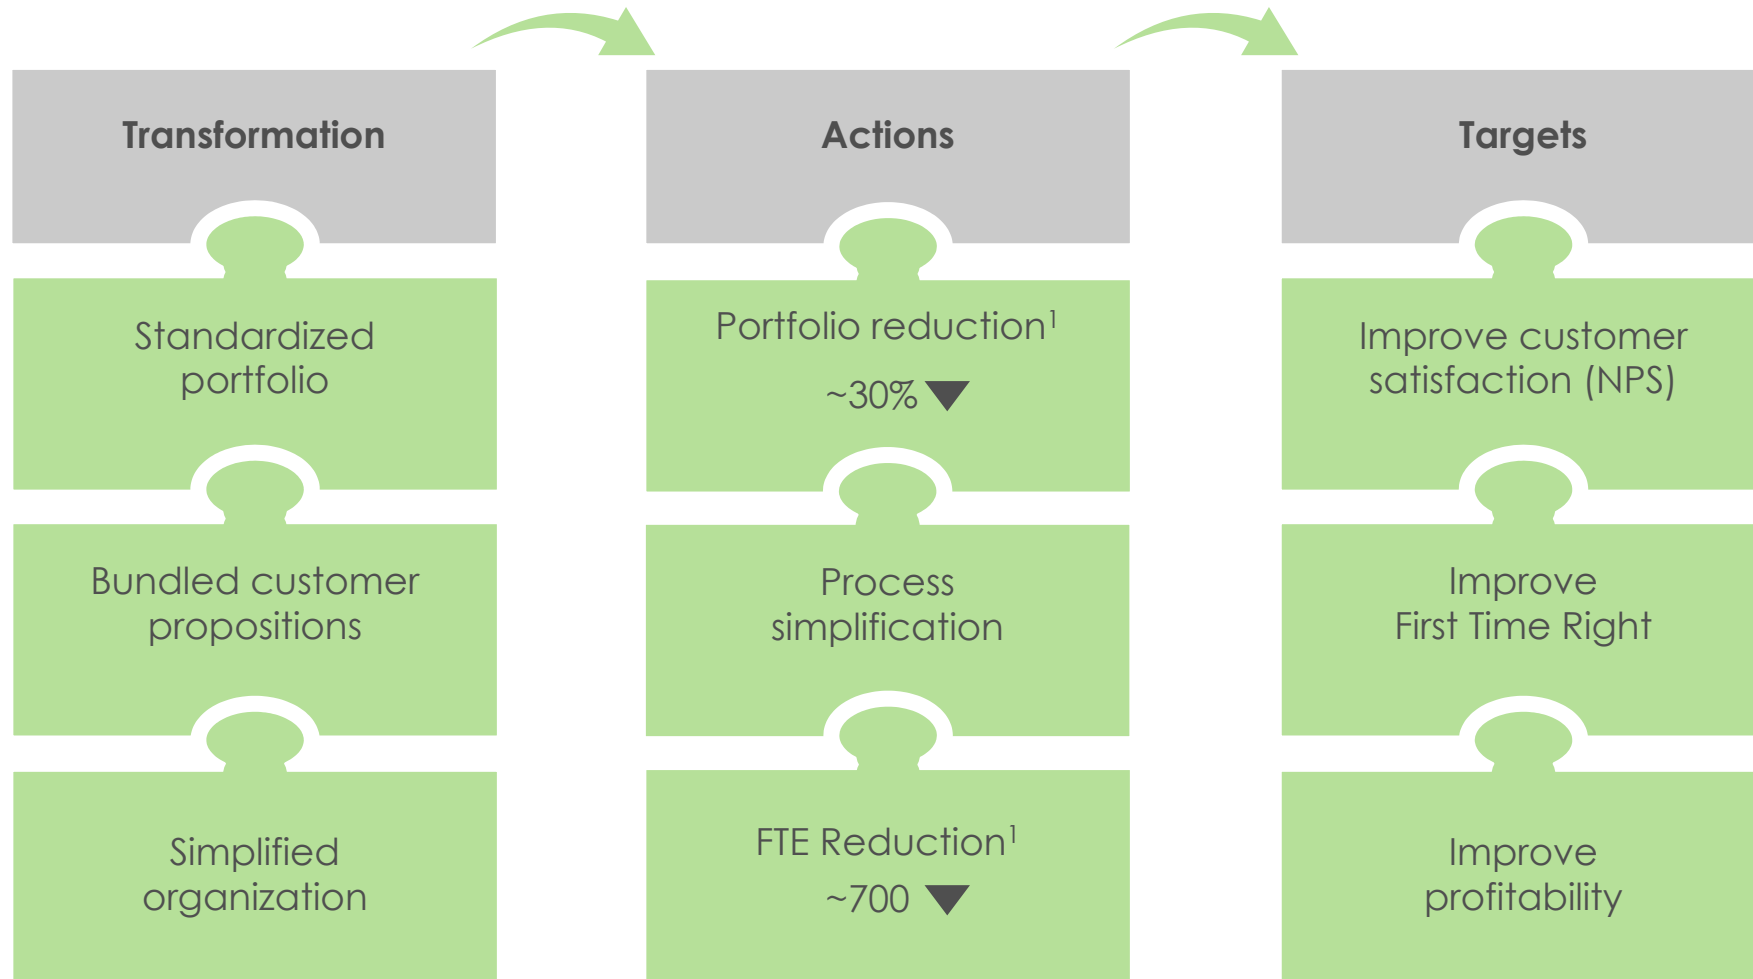 Transformation
Standardized
portfolio
Bundled customer
propositions
Simplified
organization
Actions
Portfolio reduction¹
~30%
Process
simplification
FTE Reduction¹
~700
Targets
Improve customer
satisfaction (NPS)
Improve
First Time Right
Improve
profitability